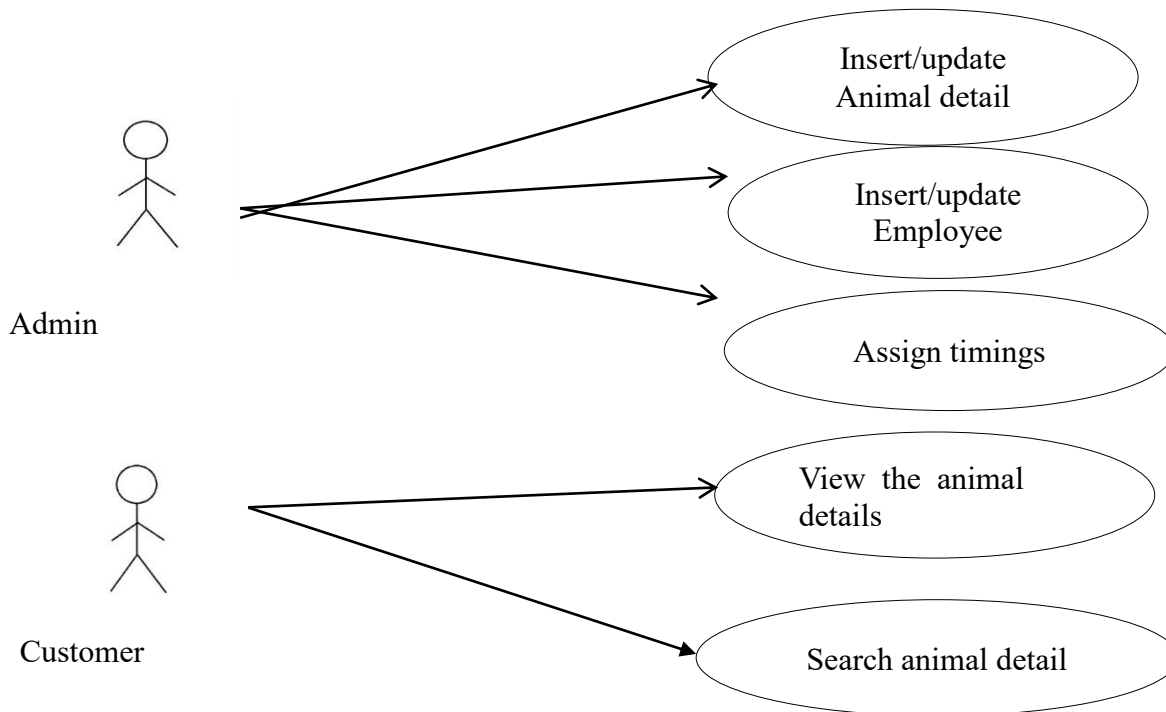 Insert/update
Animal detail
Insert/update
Employee
Admin
Assign timings
View the animal
details
Customer
Search animal detail